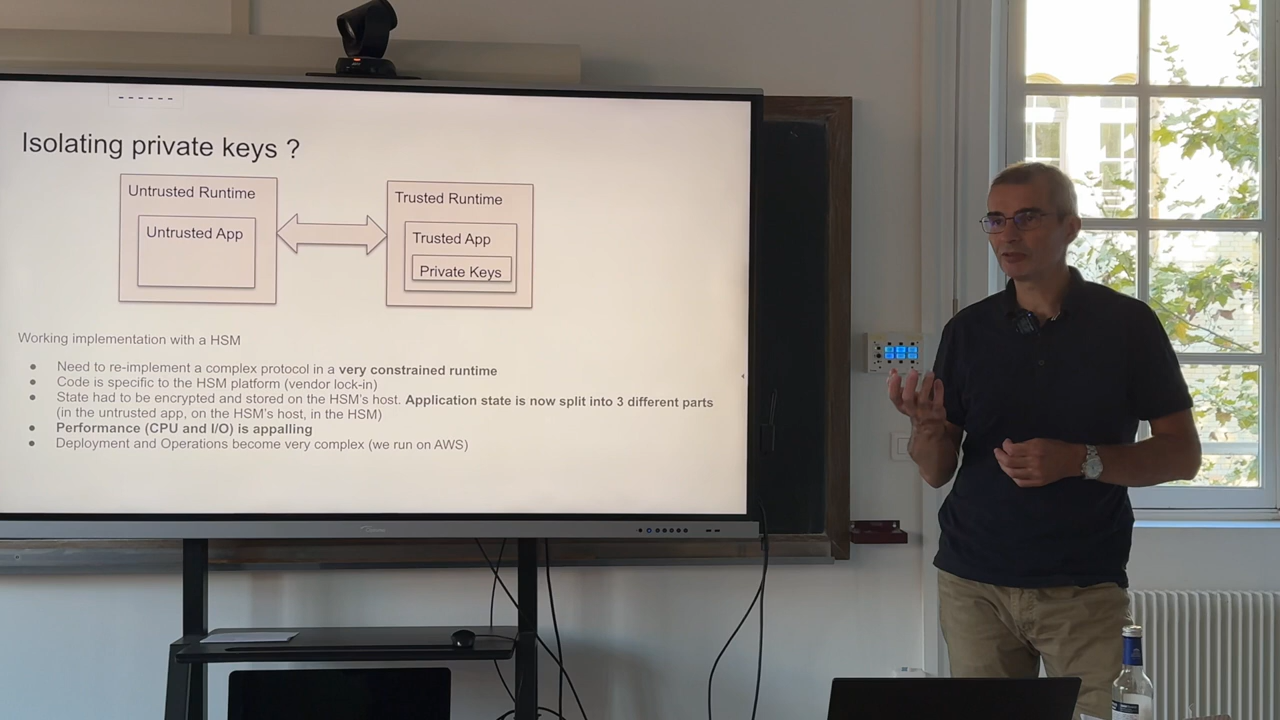 Isolating private keys ?
Untrusted Runtime
Untrusted App
Trusted Runtime
Trusted App
Private Keys
Working implementation with a HSM
● Need to re-implement a complex protocol in a very constrained runtime
● Code is specific to the HSM platform (vendor lock-in)
● State had to be encrypted and stored on the HSM's host. Application state is now split into 3 different parts
(in the untrusted app, on the HSM's host, in the HSM)
● Performance (CPU and I/O) is appalling
● Deployment and Operations become very complex (we run on AWS)